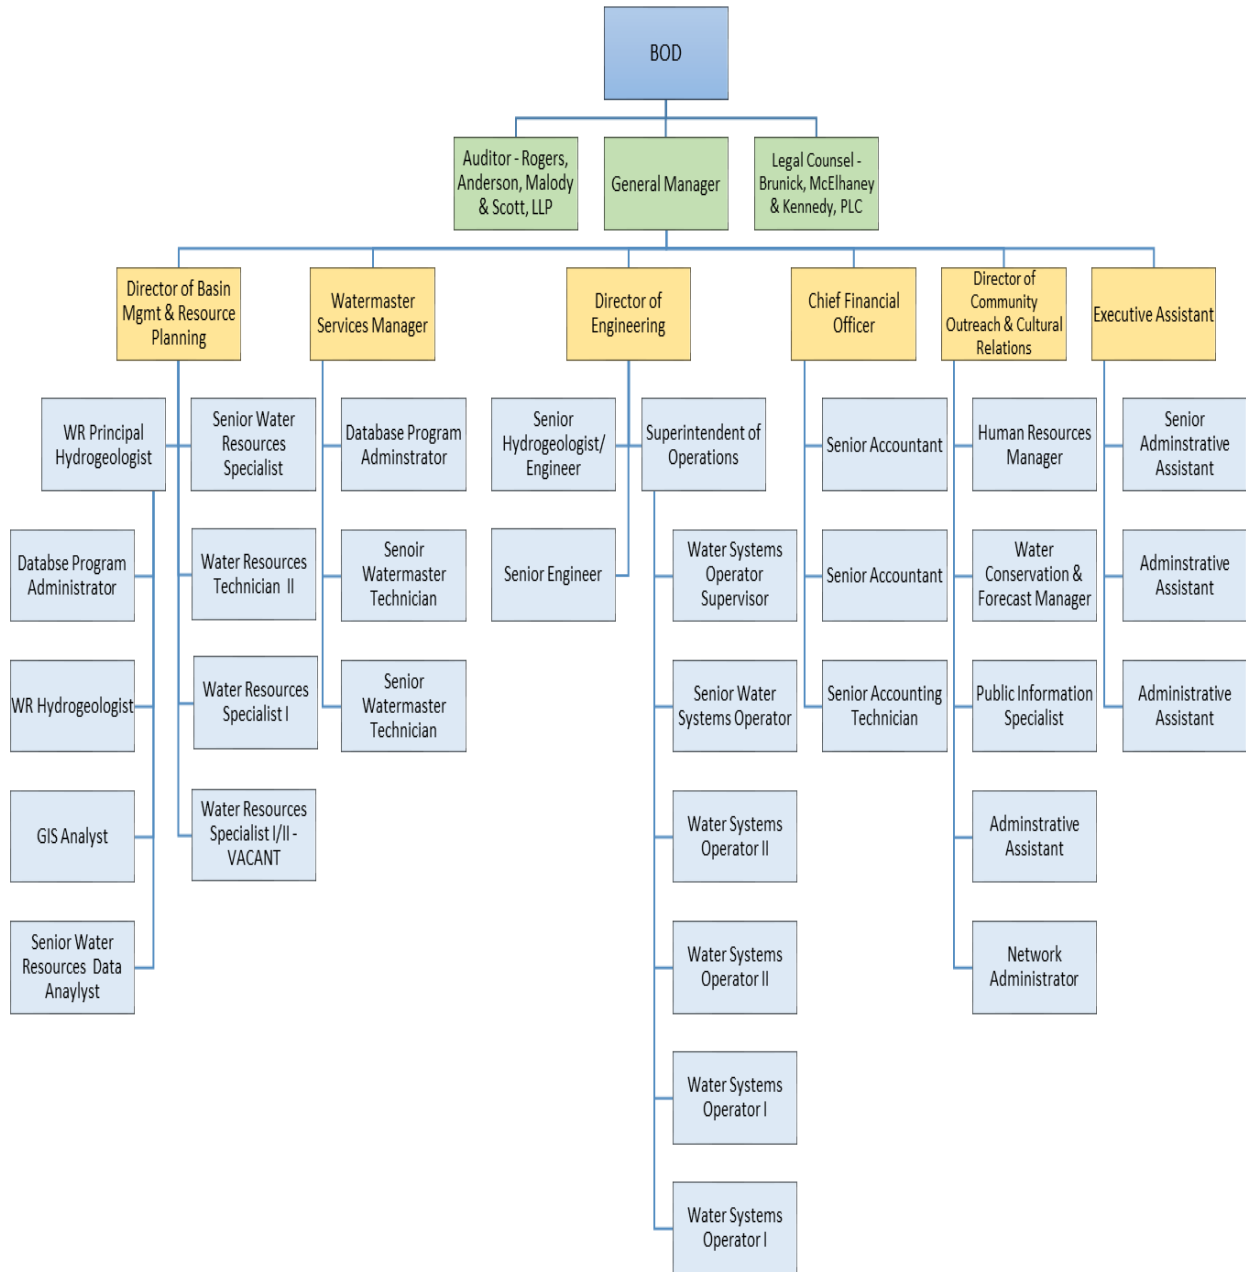 BOD
Auditor - Rogers,
Anderson, Malody
& Scott, LLP
General Manager
Legal Counsel -
Brunick, McElhaney
& Kennedy, PLC
Director of Basin
Mgmt & Resource
Planning
Watermaster
Services Manager
Director of
Engineering
Chief Financial
Officer
Director of
Community
Outreach & Cultural
Relations
Executive Assistant
WR Principal
Hydrogeologist
Senior Water
Resources
Specialist
Database Program
Adminstrator
Senior
Hydrogeologist/
Engineer
Superintendent of
Operations
Senior Accountant
Human Resources
Manager
Senior
Adminstrative
Assistant
Databse Program
Administrator
Water Resources
Technician II
Senoir
Watermaster
Technician
Senior Engineer
Water Systems
Operator
Supervisor
Senior Accountant
Water
Conservation &
Forecast Manager
Adminstrative
Assistant
WR Hydrogeologist
Water Resources
Specialist I
Senior
Watermaster
Technician
Senior Water
Systems Operator
Senior Accounting
Technician
Public Information
Specialist
Administrative
Assistant
GIS Analyst
Water Resources
Specialist I/II -
VACANT
Water Systems
Operator II
Adminstrative
Assistant
Senior Water
Resources Data
Anaylyst
Water Systems
Operator II
Network
Administrator
Water Systems
Operator I
Water Systems
Operator I